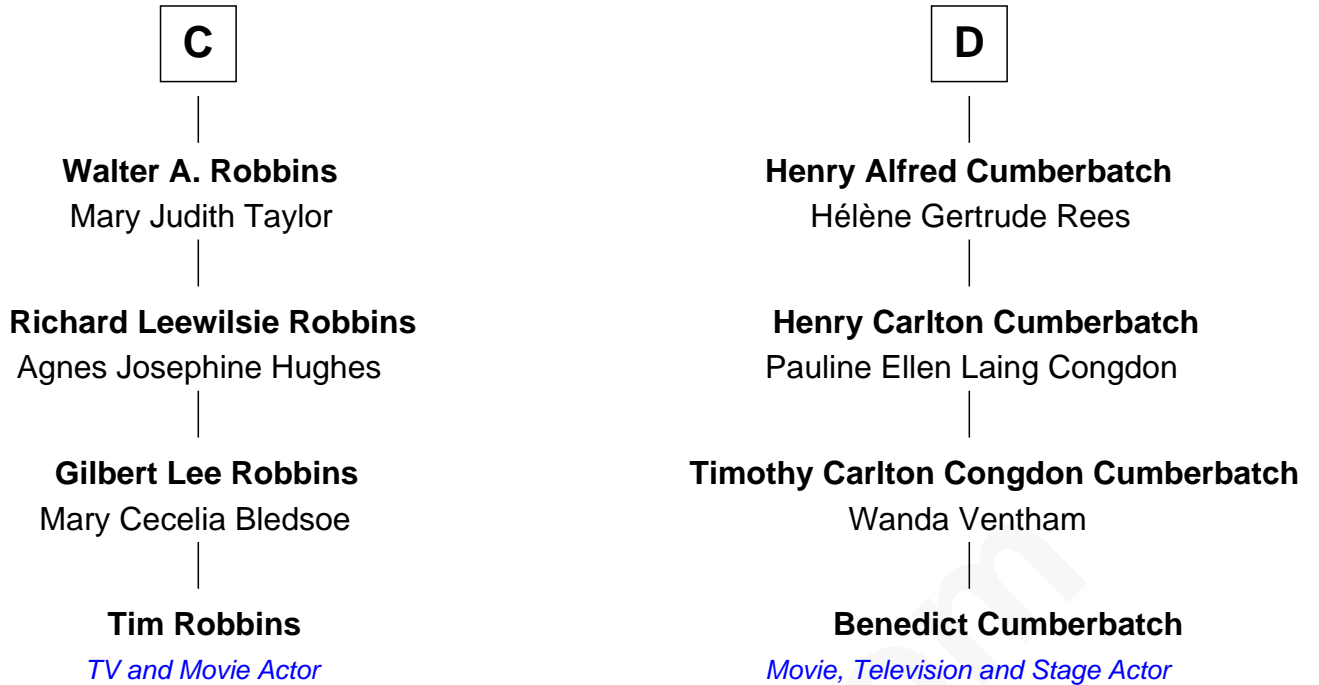 C
Walter A. Robbins
Mary Judith Taylor
Richard Leewilsie Robbins
Agnes Josephine Hughes
Gilbert Lee Robbins
Mary Cecelia Bledsoe
Tim Robbins
TV and Movie Actor
D
Henry Alfred Cumberbatch
Hélène Gertrude Rees
Henry Carlton Cumberbatch
Pauline Ellen Laing Congdon
Timothy Carlton Congdon Cumberbatch
Wanda Ventham
Benedict Cumberbatch
Movie, Television and Stage Actor